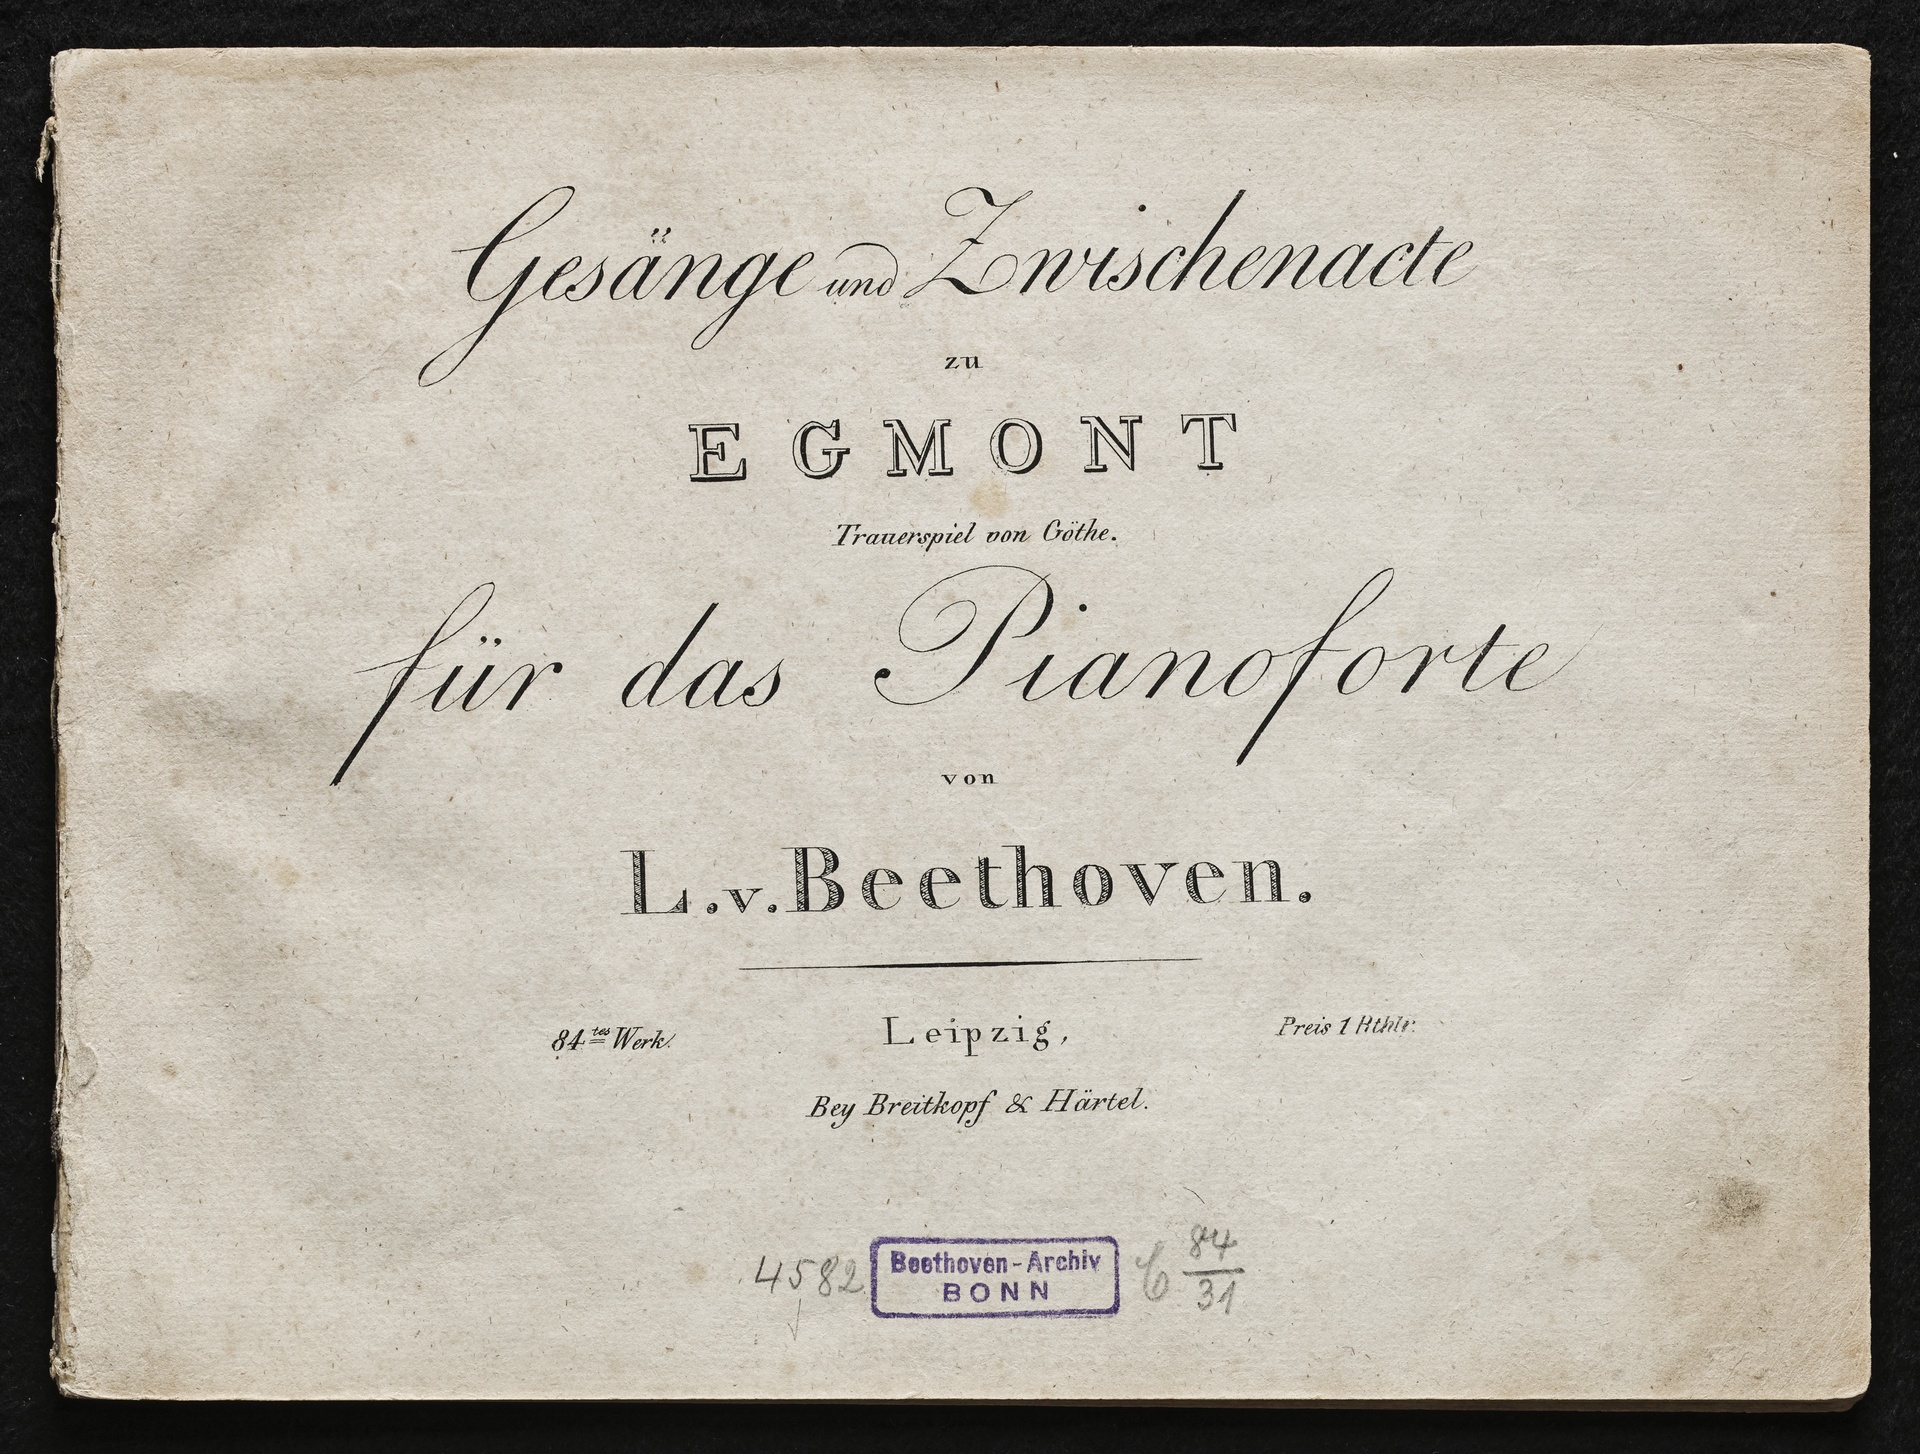 Gesänge und Zwischenacte
zu
EGMONT
Trauerspiel von Göthe.
für das Pianoforte
von
L. v. Beethoven.
84tes Werk.
Leipzig,
Preis 1 Rthlr.
Bey Breitkopf & Härtel.
4582
Beethoven-Archiv
BONN
C 84/31